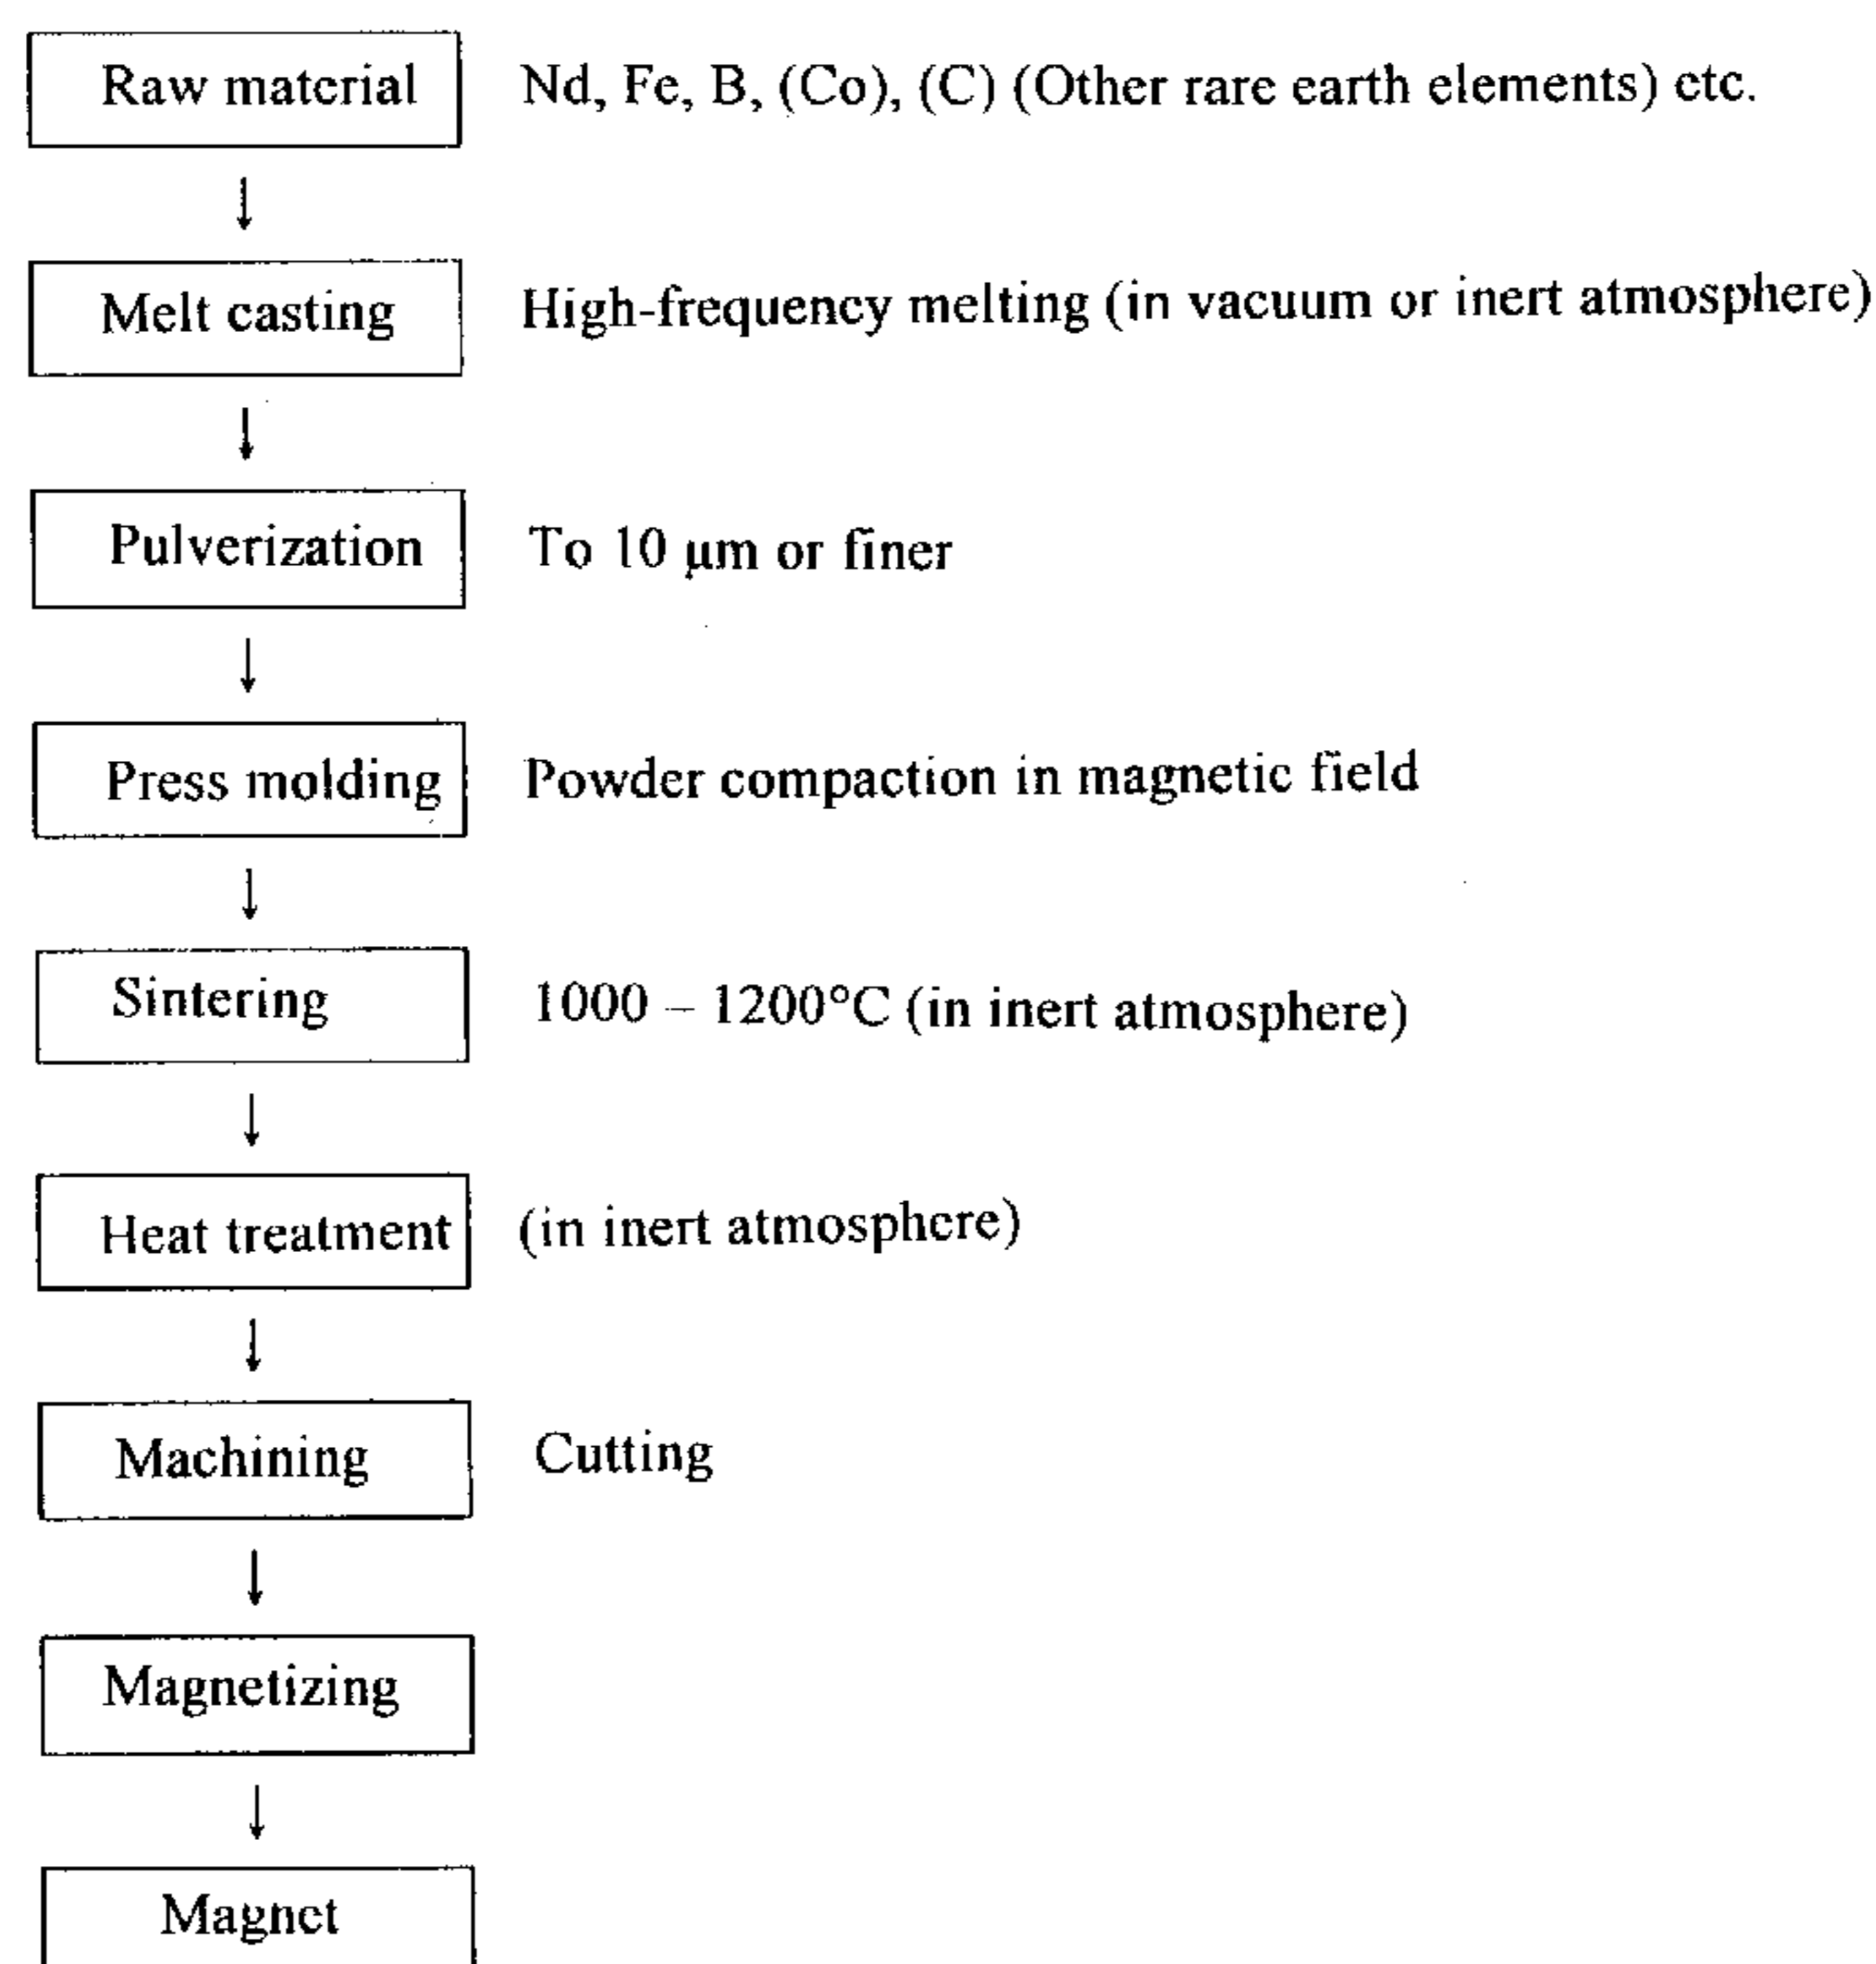 Raw material Nd, Fe, B, (Co), (C) (Other rare earth elements) etc.
Melt casting High-frequency melting (in vacuum or inert atmosphere)
Pulverization To 10 μm or finer
Press molding Powder compaction in magnetic field
Sintering 1000 – 1200°C (in inert atmosphere)
Heat treatment (in inert atmosphere)
Machining Cutting
Magnetizing
Magnet